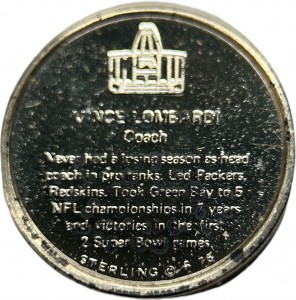 VINCE LOMBARDI
Coach
Never had a losing season as head
coach in pro ranks. Led Packers,
Redskins. Took Green Bay to 5
NFL championships in 7 years
and victories in the first
2 Super Bowl games.
STERLING ©